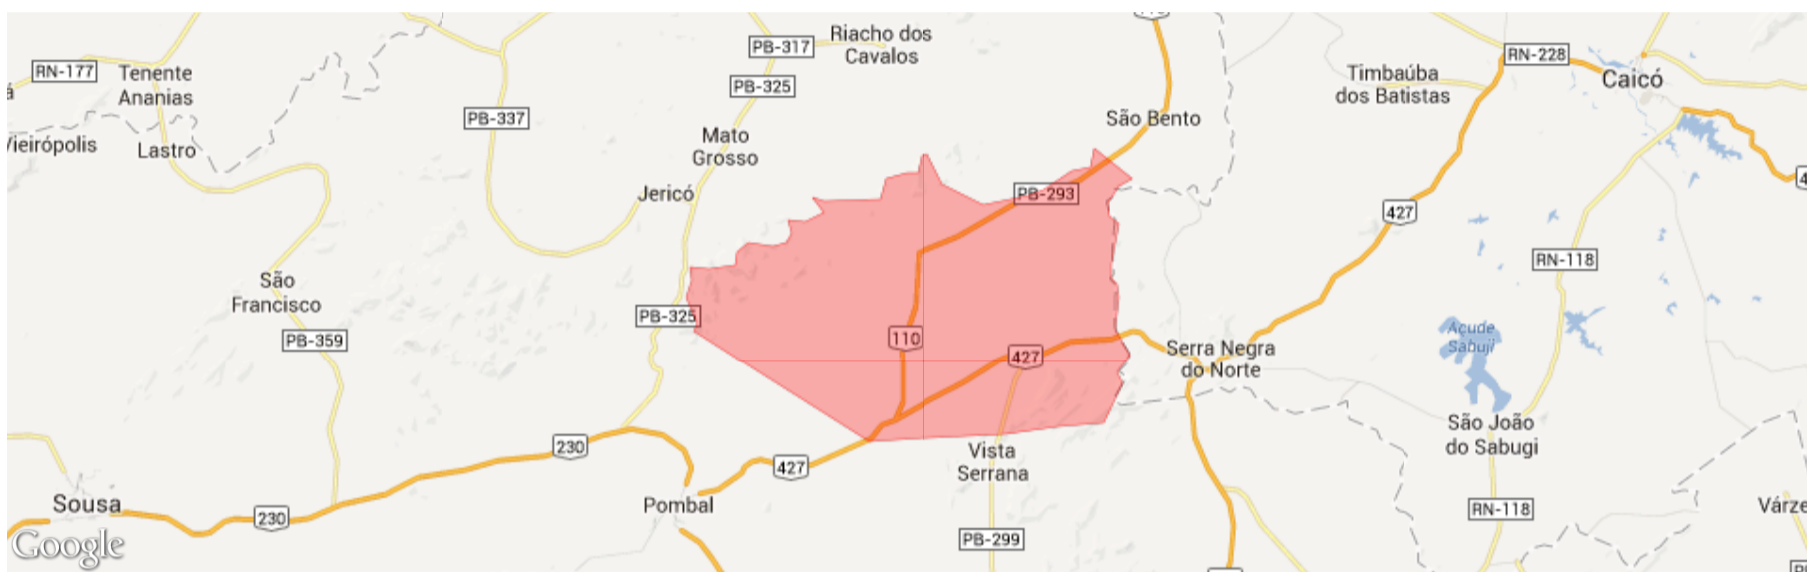 PB-317
Riacho dos
Cavalos
RN-228
RN-177
Tenente
Ananias
PB-325
Timbaúba
dos Batistas
Caicó
PB-337
São Bento
Vieirópolis
Lastro
Mato
Grosso
Jericó
PB-293
427
São
Francisco
RN-118
PB-325
PB-359
110
427
Serra Negra
do Norte
Açude
Sabuji
São João
do Sabugi
230
427
Vista
Serrana
Sousa
230
Pombal
RN-118
Várze
PB-299
Google